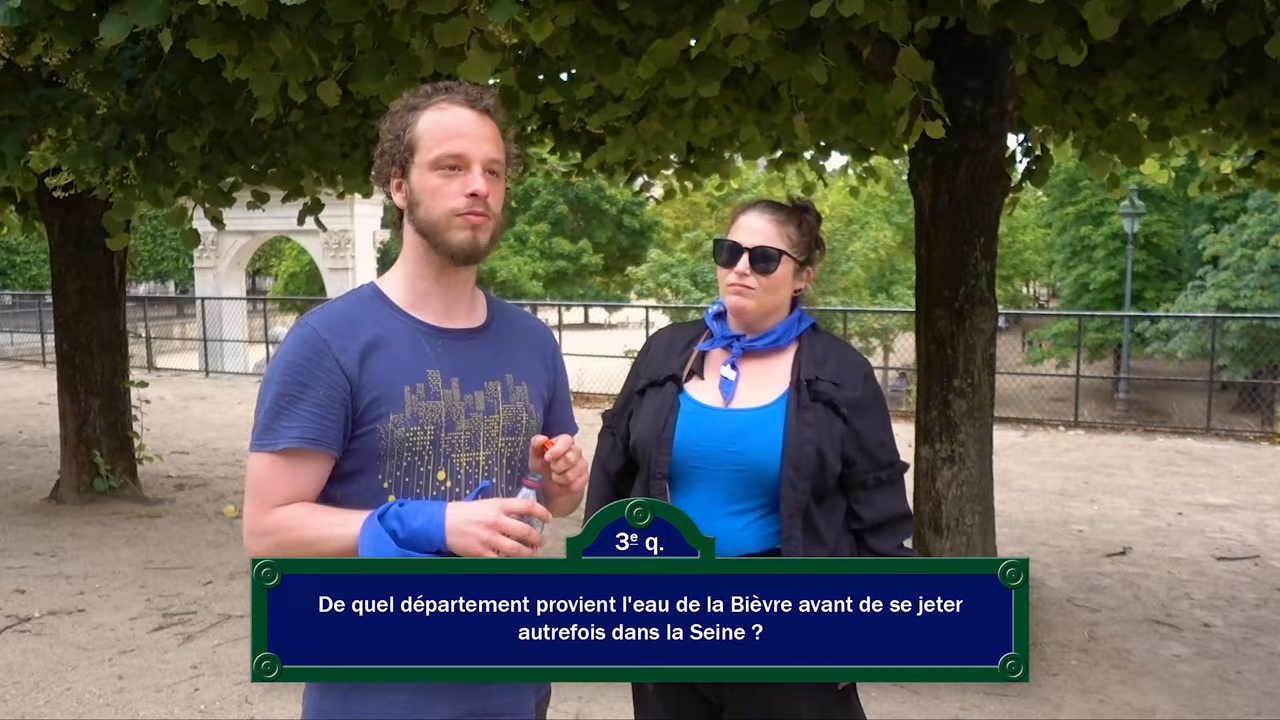 3ᵉ q.
De quel département provient l'eau de la Bièvre avant de se jeter
autrefois dans la Seine ?